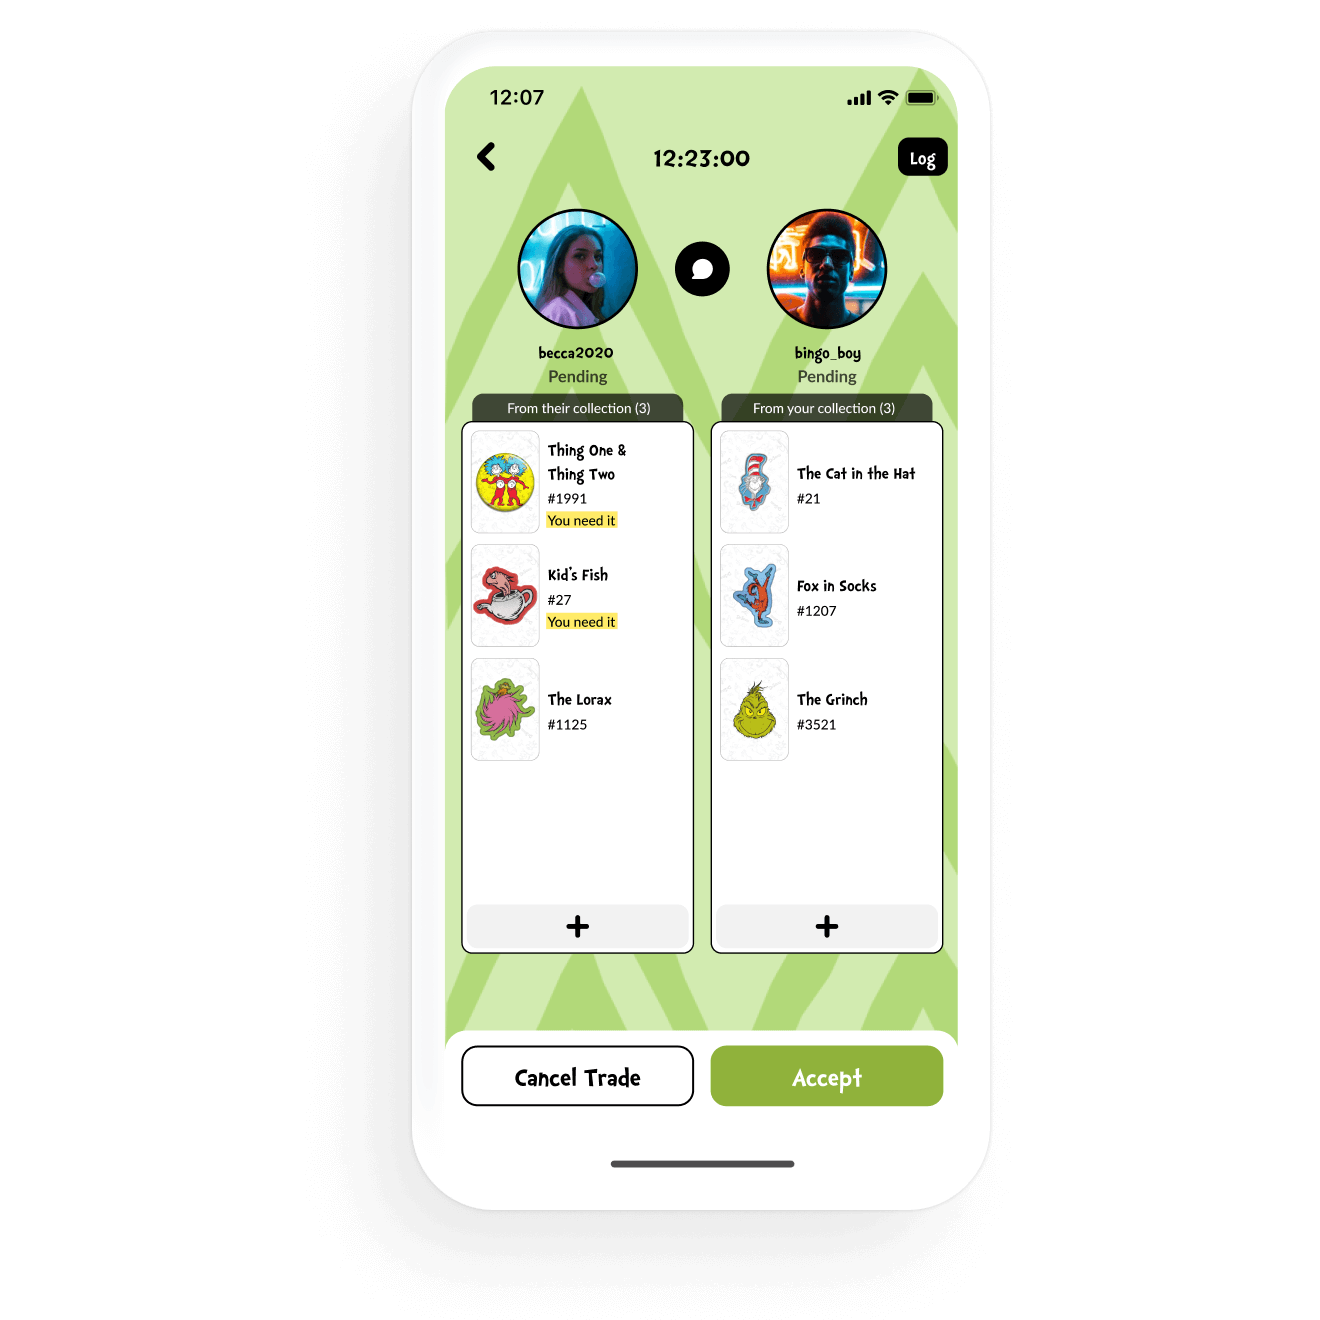 12:07
12:23:00
Log
becca2020
Pending
bingo_boy
Pending
From their collection (3)
Thing One &
Thing Two
#1991
You need it
Kid's Fish
#27
You need it
The Lorax
#1125
From your collection (3)
The Cat in the Hat
#21
Fox in Socks
#1207
The Grinch
#3521
Cancel Trade
Accept